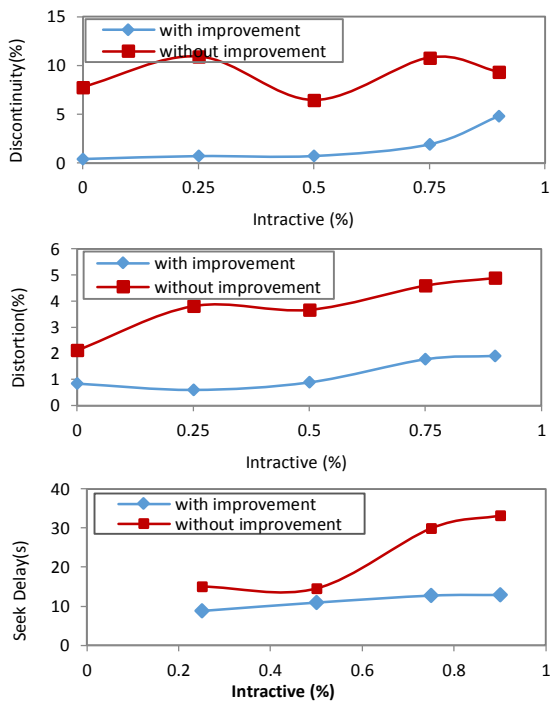 15
10
5
0
Discontinuity(%)
with improvement
without improvement
0 0.25 0.5 0.75 1
Intractive (%)
6
5
4
3
2
1
0
Distortion(%)
with improvement
without improvement
0 0.25 0.5 0.75 1
Intractive (%)
40
30
20
10
0
Seek Delay(s)
with improvement
without improvement
0 0.2 0.4 0.6 0.8 1
Intractive (%)